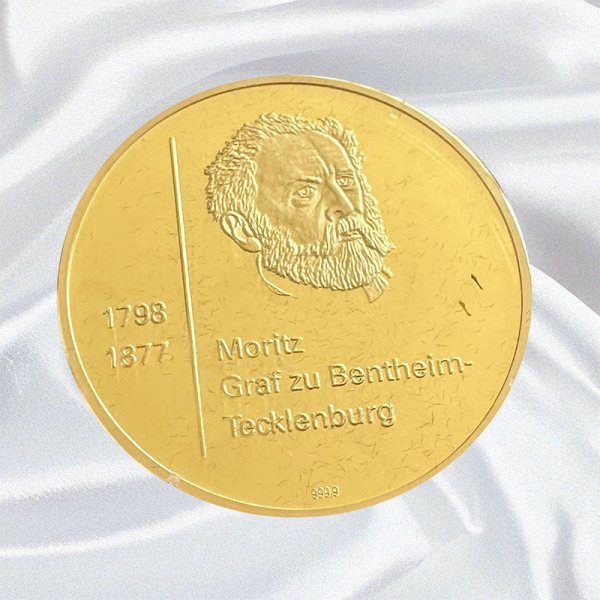 1798
1877
Moritz
Graf zu Bentheim-
Tecklenburg
999,9